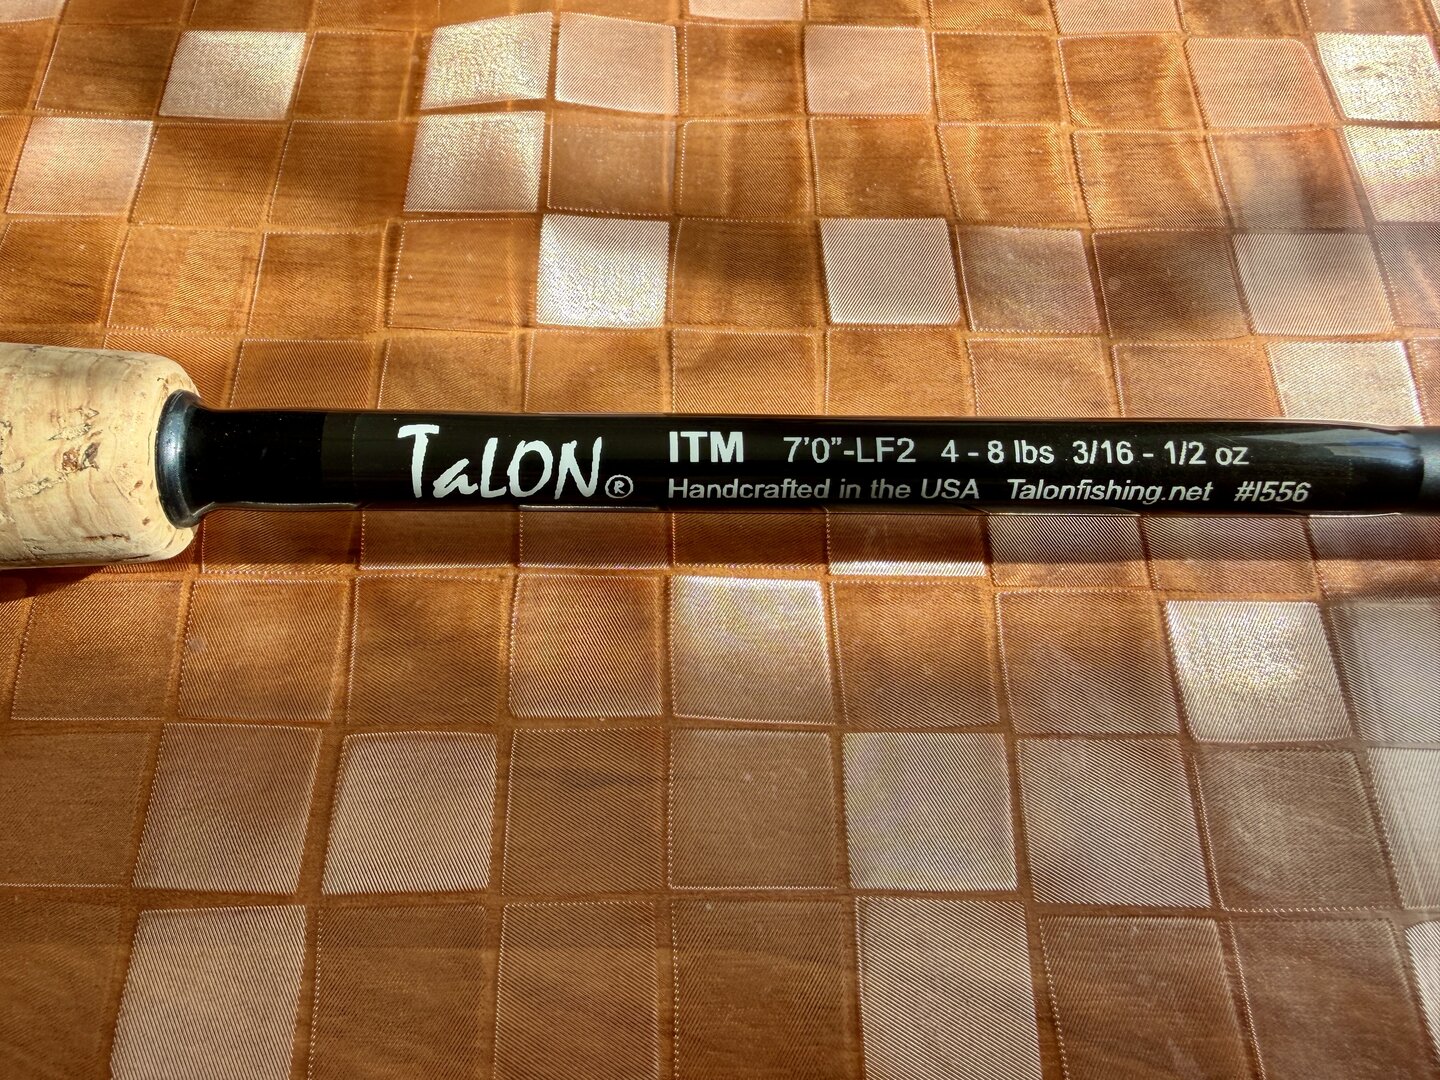 TaLON® ITM 7'0"-LF2 4 - 8 lbs 3/16 - 1/2 oz
Handcrafted in the USA Talonfishing.net #I556